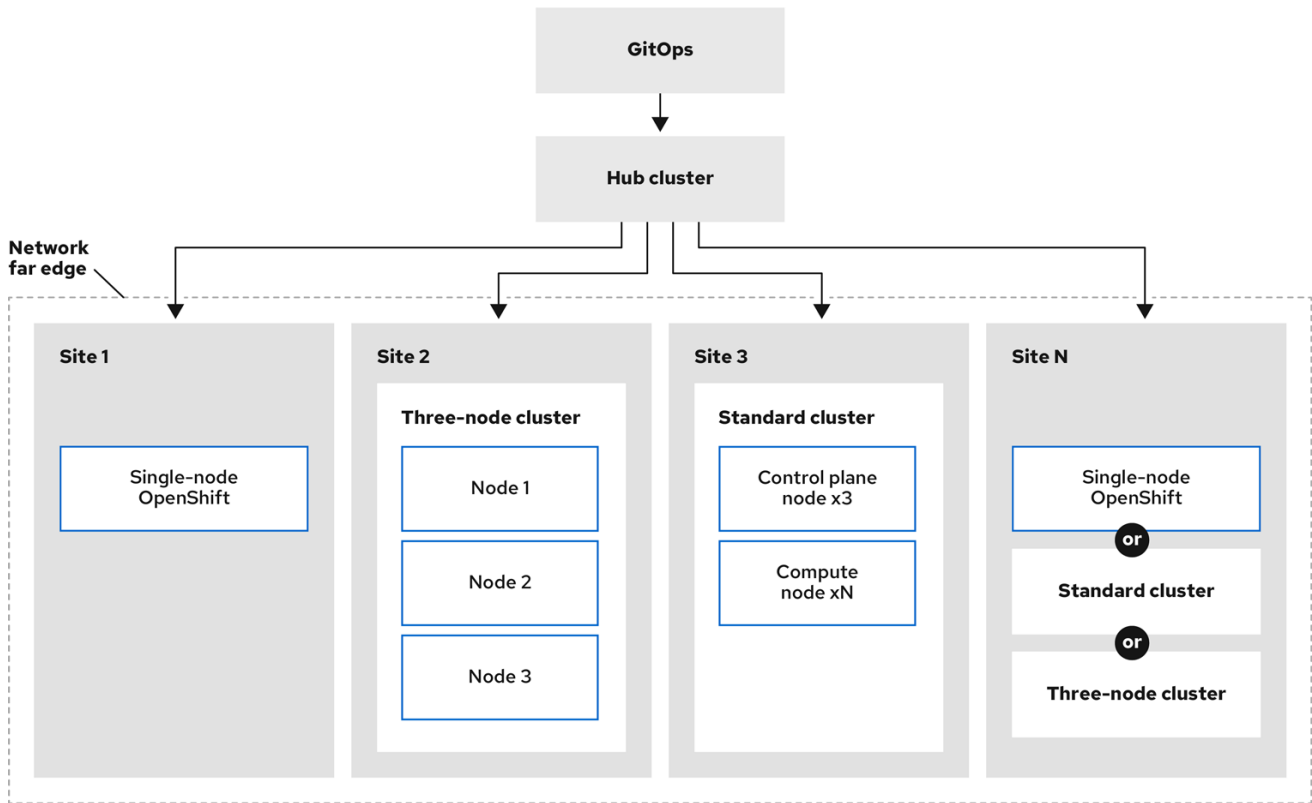 GitOps
Hub cluster
Network
far edge
Site 1
Single-node
OpenShift
Site 2
Three-node cluster
Node 1
Node 2
Node 3
Site 3
Standard cluster
Control plane
node x3
Compute
node xN
Site N
Single-node
OpenShift
or
Standard cluster
or
Three-node cluster